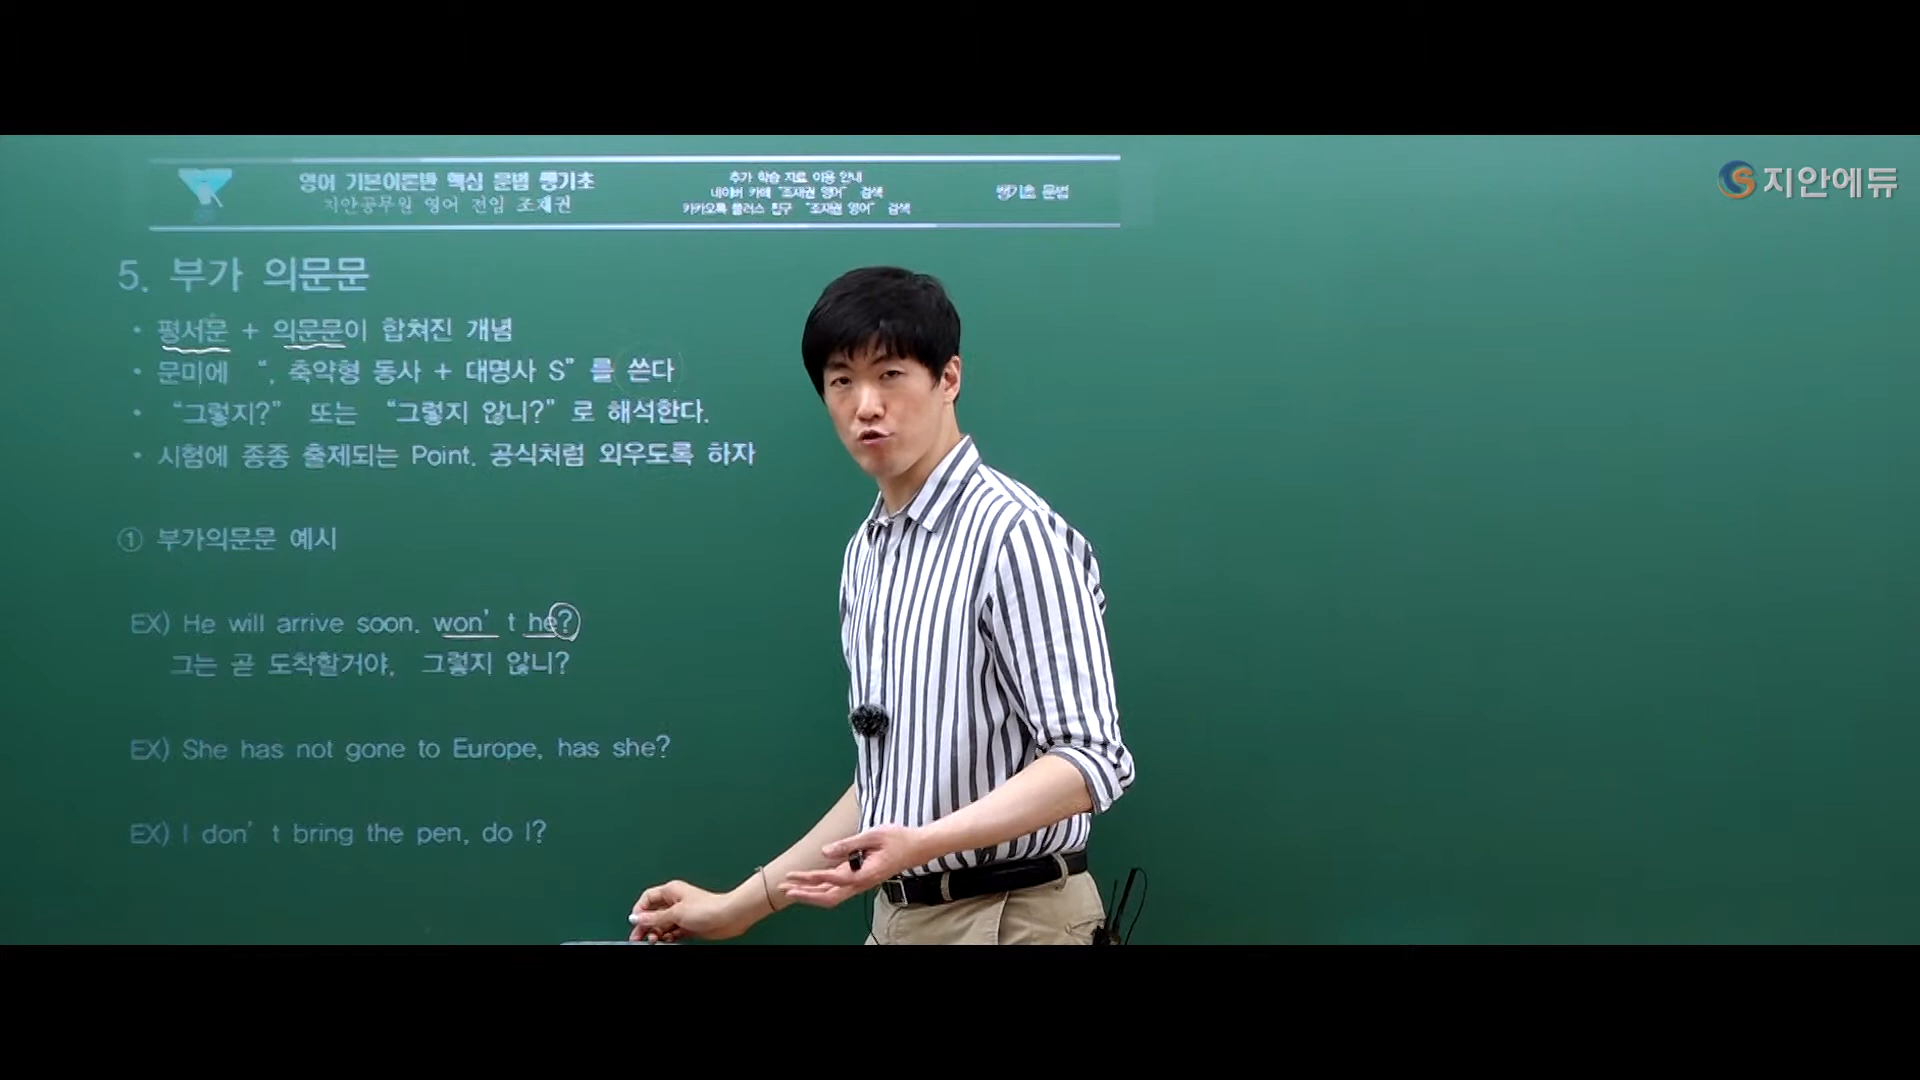 영어 기본이론반 핵심 문법 쌩기초
지안공무원 영어 전임 조재권
추가 학습 자료 이용 안내
네이버 카페 “조재권 영어” 검색
카카오톡 플러스 친구 “조재권 영어” 검색
쌩기초 문법
지안에듀
5. 부가 의문문
• 평서문 + 의문문이 합쳐진 개념
• 문미에 “, 축약형 동사 + 대명사 S” 를 쓴다
• “그렇지?” 또는 “그렇지 않니?” 로 해석한다.
• 시험에 종종 출제되는 Point. 공식처럼 외우도록 하자
① 부가의문문 예시
EX) He will arrive soon, won’t he?
그는 곧 도착할거야, 그렇지 않니?
EX) She has not gone to Europe, has she?
EX) I don’t bring the pen, do I?